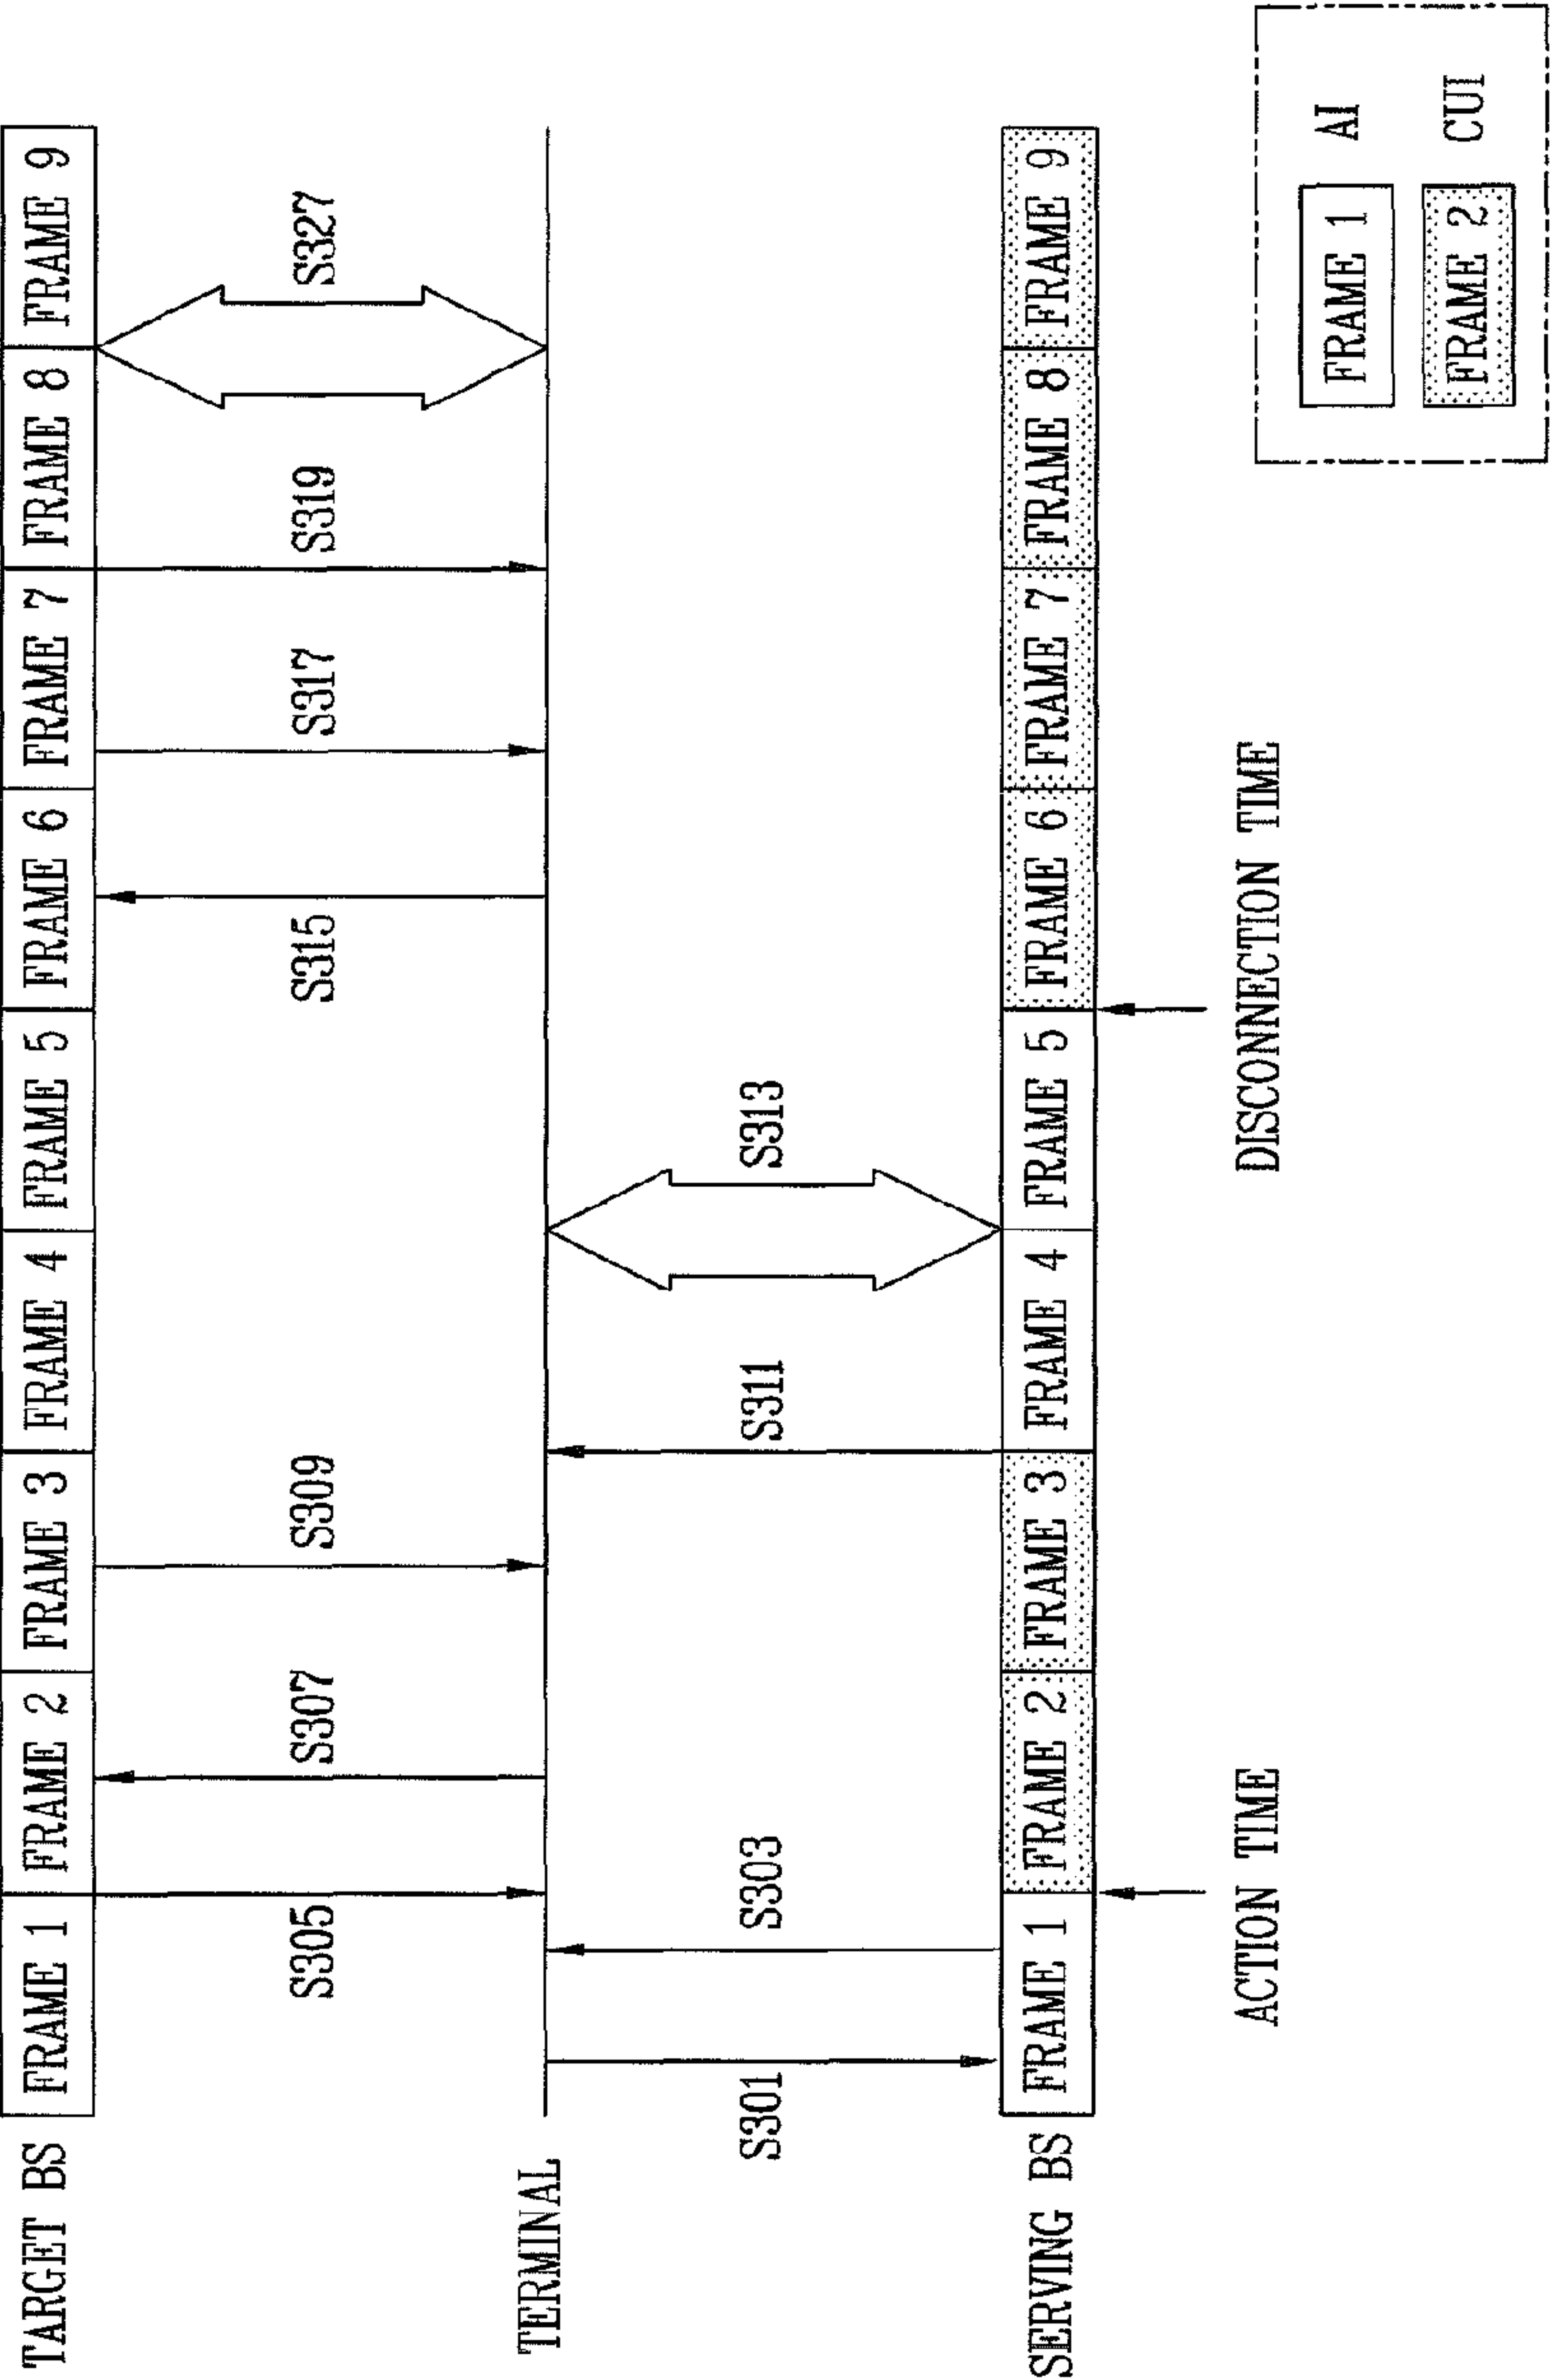 TARGET BS
FRAME 1 FRAME 2 FRAME 3 FRAME 4 FRAME 5 FRAME 6 FRAME 7 FRAME 8 FRAME 9
S305 S307 S309 S315 S317 S319 S327
TERMINAL
S301 S303 S311 S313
SERVING BS
FRAME 1 FRAME 2 FRAME 3 FRAME 4 FRAME 5 FRAME 6 FRAME 7 FRAME 8 FRAME 9
ACTION TIME DISCONNECTION TIME
FRAME 1 AI
FRAME 2 CUI